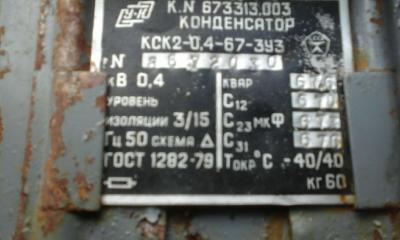 У-К К.N 673313.003
КОНДЕНСАТОР
КСК2-0,4-67-3У3
N
кВ 0,4 КВАР
УРОВЕНЬ C12
ИЗОЛЯЦИИ 3/15 C23 МКФ
Гц 50 СХЕМА Δ C31
ГОСТ 1282-79 Токр °C -40/40
кг 60